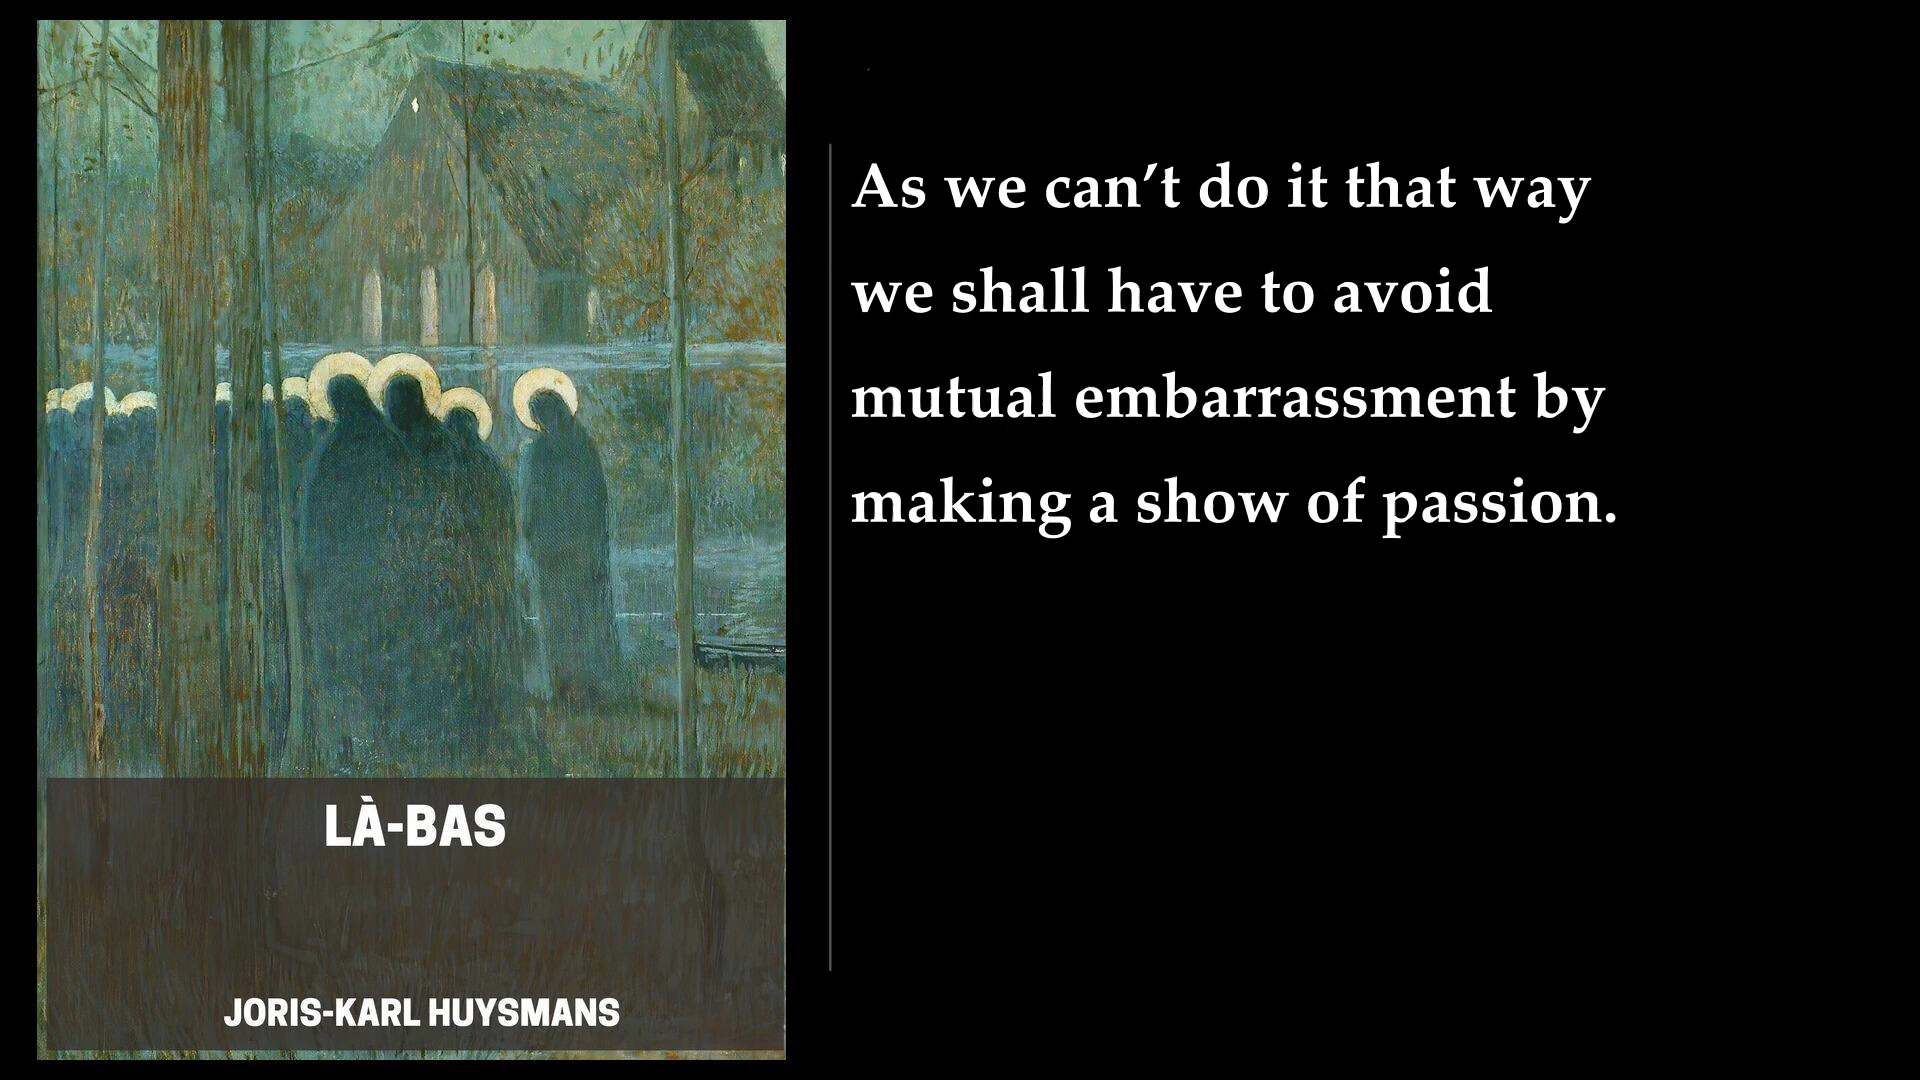 LÀ-BAS
JORIS-KARL HUYSMANS
As we can’t do it that way
we shall have to avoid
mutual embarrassment by
making a show of passion.